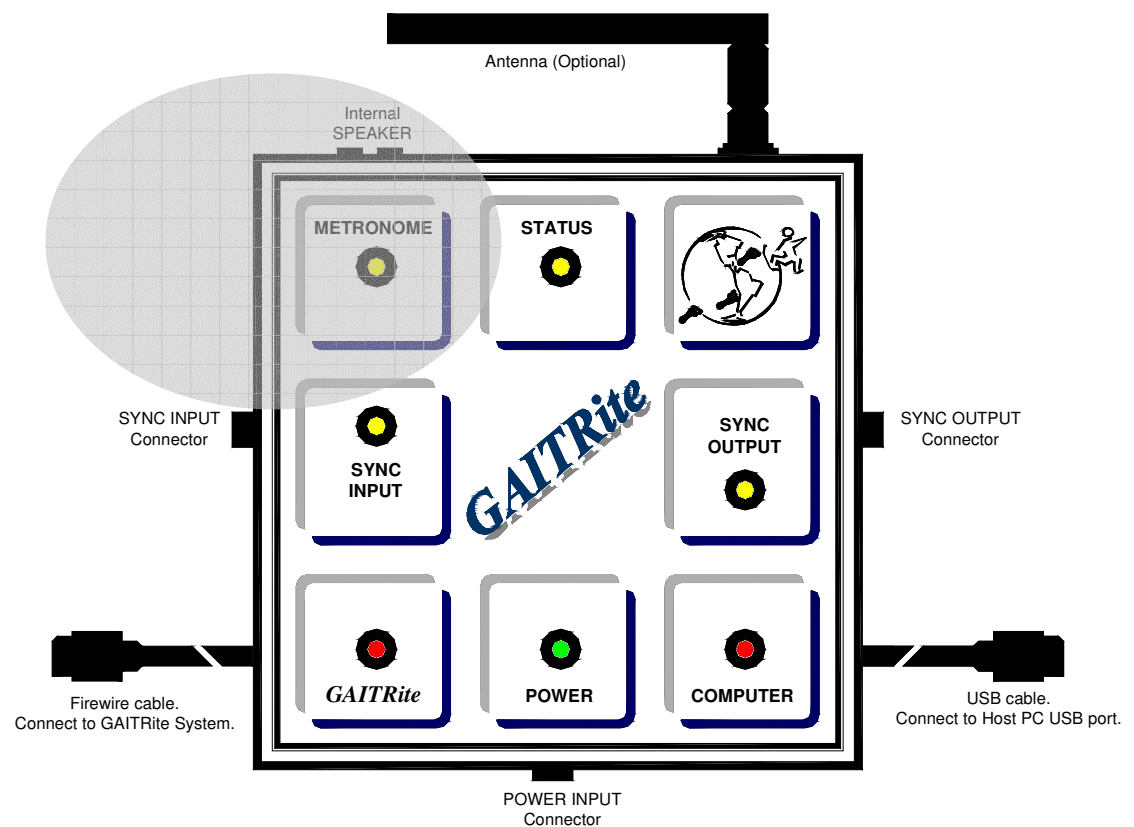 Antenna (Optional)
Internal
SPEAKER
METRONOME
STATUS
SYNC INPUT
Connector
SYNC
INPUT
GAITRite
SYNC
OUTPUT
SYNC OUTPUT
Connector
GAITRite
POWER
COMPUTER
Firewire cable.
Connect to GAITRite System.
USB cable.
Connect to Host PC USB port.
POWER INPUT
Connector